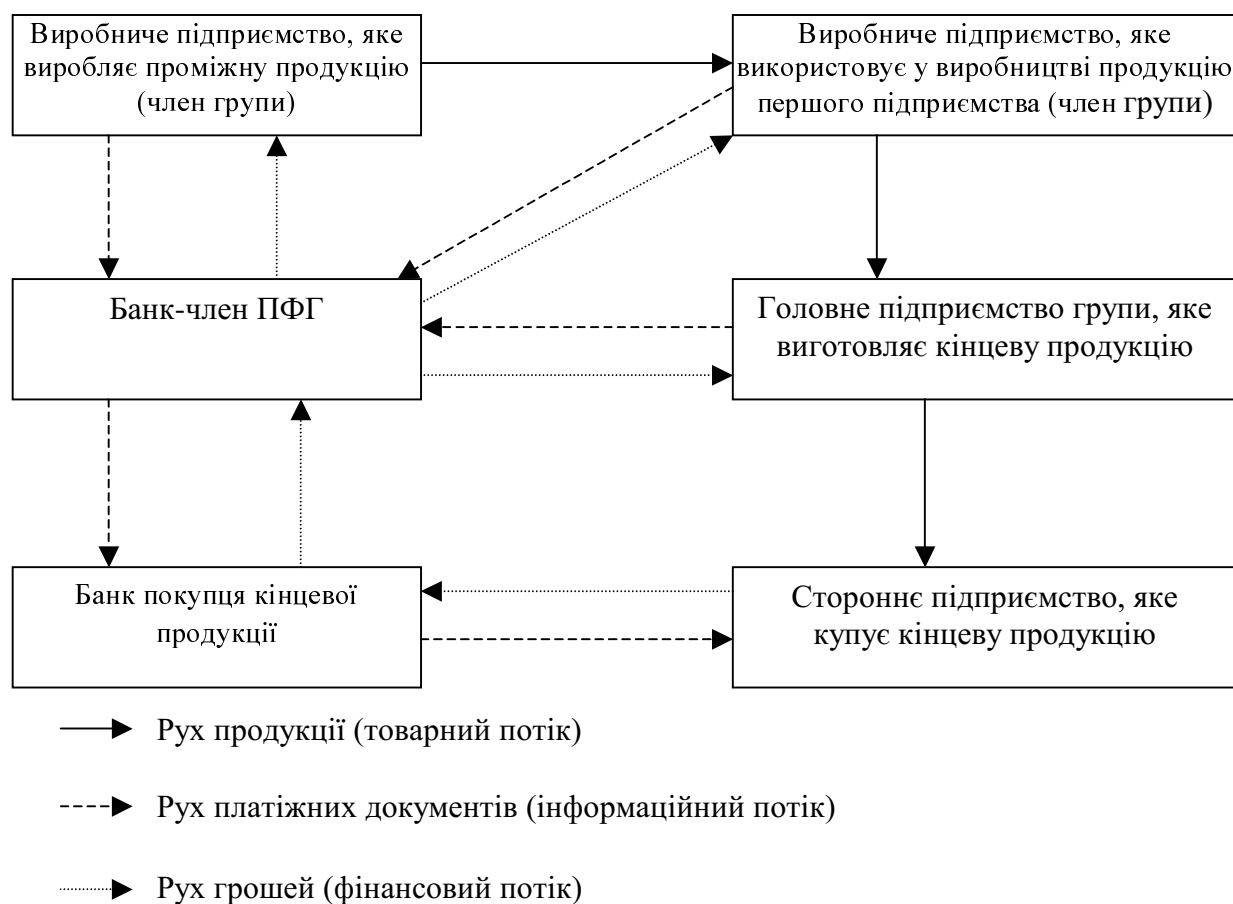 Виробниче підприємство, яке
виробляє проміжну продукцію
(член групи)
Виробниче підприємство, яке
використовує у виробництві продукцію
першого підприємства (член групи)
Банк-член ПФГ
Головне підприємство групи, яке
виготовляє кінцеву продукцію
Банк покупця кінцевої
продукції
Стороннє підприємство, яке
купує кінцеву продукцію
Рух продукції (товарний потік)
Рух платіжних документів (інформаційний потік)
Рух грошей (фінансовий потік)